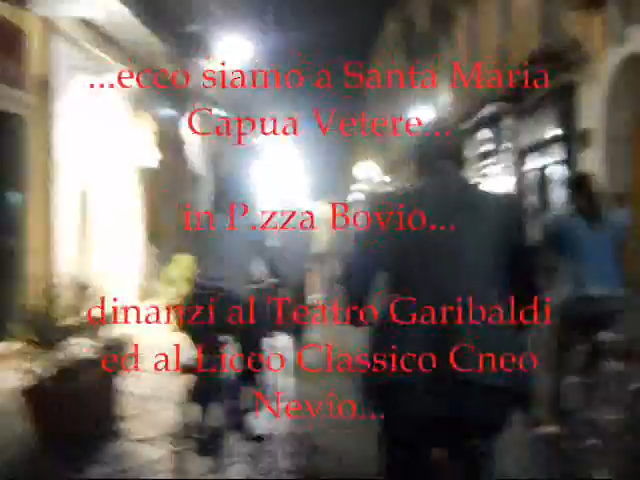 ...ecco siamo a Santa Maria
Capua Vetere...
in P.zza Bovio...
dinanzi al Teatro Garibaldi
ed al Liceo Classico Cneo
Nevio...